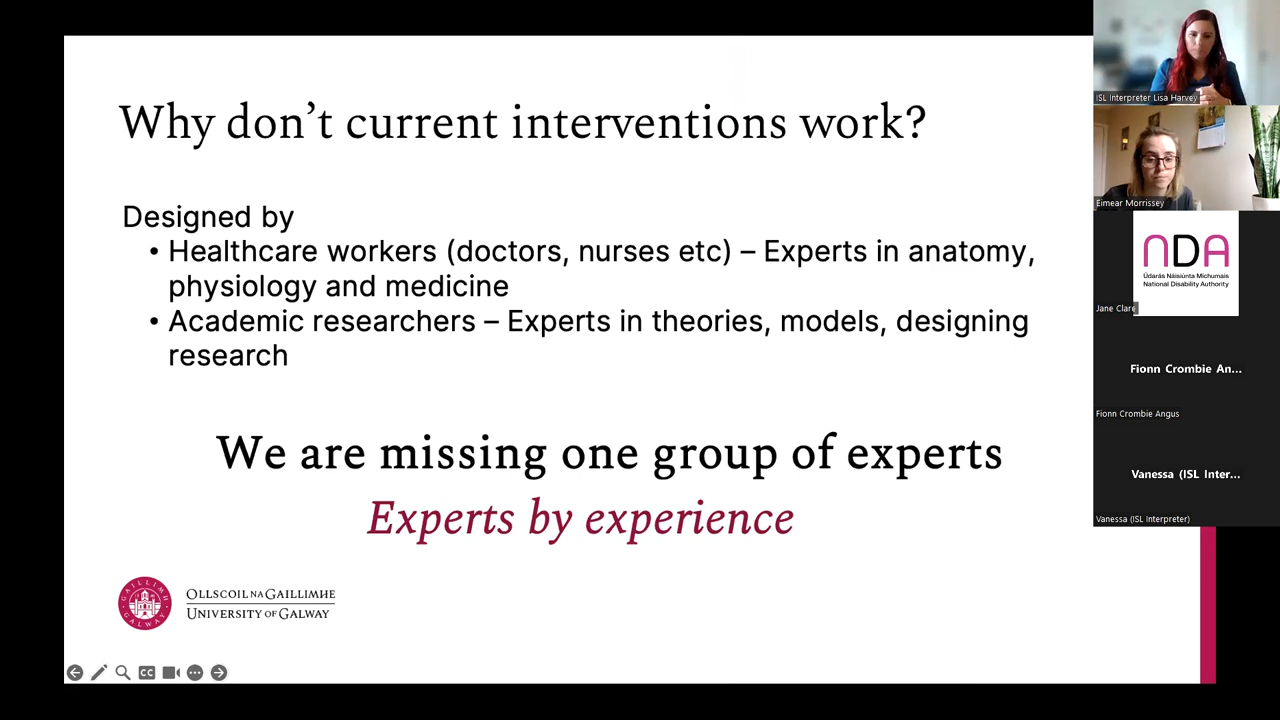 Why don't current interventions work?
Designed by
• Healthcare workers (doctors, nurses etc) – Experts in anatomy,
physiology and medicine
• Academic researchers – Experts in theories, models, designing
research
We are missing one group of experts
Experts by experience
GAILLIMH
GALWAY
OLLSCOIL NA GAILLIMHE
UNIVERSITY OF GALWAY
CC
ISL Interpreter Lisa Harvey
Eimear Morrissey
NDA
Údarás Náisiúnta Míchumais
National Disability Authority
Jane Clare
Fionn Crombie An...
Fionn Crombie Angus
Vanessa (ISL Inter...
Vanessa (ISL Interpreter)